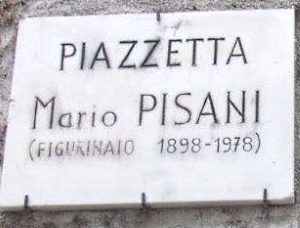 PIAZZETTA
Mario PISANI
(FIGURINAIO 1898-1978)